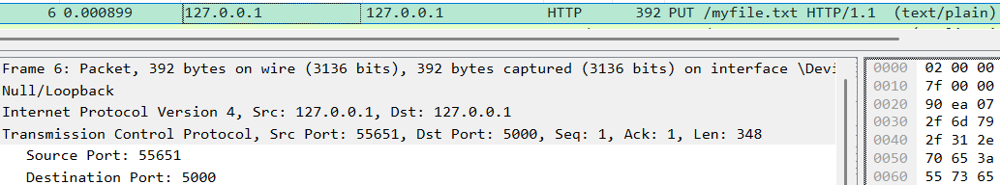 6 0.000899 127.0.0.1 127.0.0.1 HTTP 392 PUT /myfile.txt HTTP/1.1 (text/plain)
Frame 6: Packet, 392 bytes on wire (3136 bits), 392 bytes captured (3136 bits) on interface \Devi
Null/Loopback
Internet Protocol Version 4, Src: 127.0.0.1, Dst: 127.0.0.1
Transmission Control Protocol, Src Port: 55651, Dst Port: 5000, Seq: 1, Ack: 1, Len: 348
Source Port: 55651
Destination Port: 5000
0000 02 00 00
0010 7f 00 00
0020 90 ea 07
0030 2f 6d 79
0040 2f 31 2e
0050 70 65 3a
0060 55 73 65